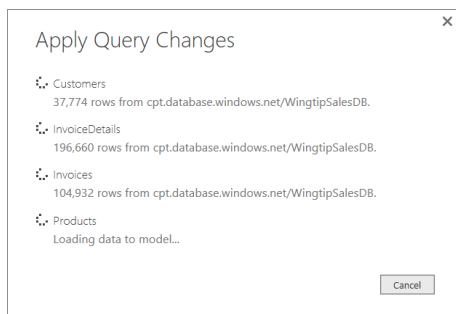 Apply Query Changes
Customers
37,774 rows from cpt.database.windows.net/WingtipSalesDB.
InvoiceDetails
196,660 rows from cpt.database.windows.net/WingtipSalesDB.
Invoices
104,932 rows from cpt.database.windows.net/WingtipSalesDB.
Products
Loading data to model...
Cancel